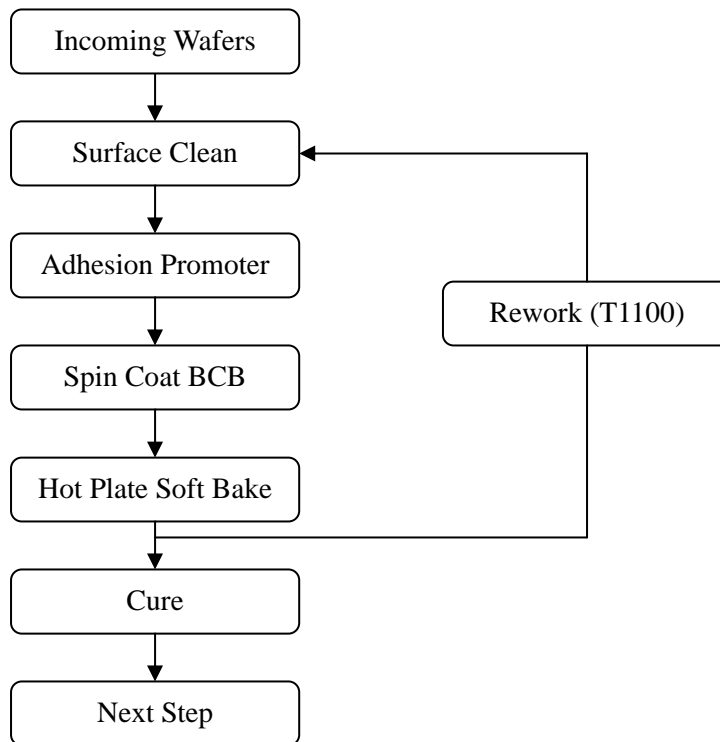 Incoming Wafers
Surface Clean
Adhesion Promoter
Rework (T1100)
Spin Coat BCB
Hot Plate Soft Bake
Cure
Next Step